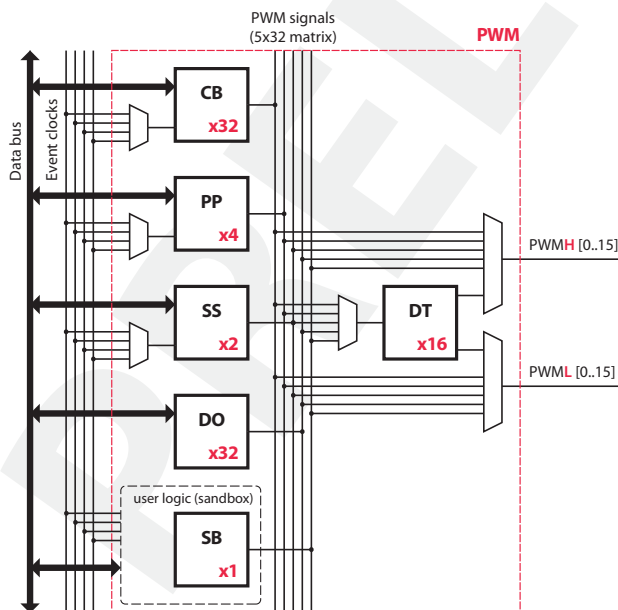 PWM signals
(5x32 matrix)
PWM
Data bus
Event clocks
CB
x32
PP
x4
PWMH [0..15]
SS
x2
DT
x16
PWML [0..15]
DO
x32
user logic (sandbox)
SB
x1
PREL